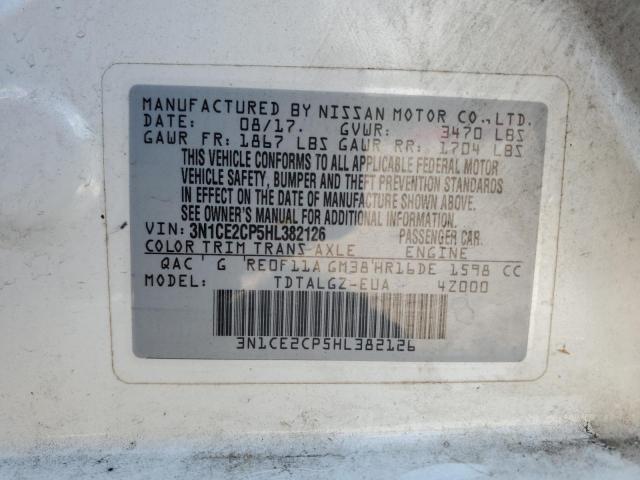 MANUFACTURED BY NISSAN MOTOR CO.,LTD.
DATE: 08/17. GVWR: 3470 LBS
GAWR FR: 1867 LBS GAWR RR: 1704 LBS
THIS VEHICLE CONFORMS TO ALL APPLICABLE FEDERAL MOTOR
VEHICLE SAFETY, BUMPER AND THEFT PREVENTION STANDARDS
IN EFFECT ON THE DATE OF MANUFACTURE SHOWN ABOVE.
SEE OWNER'S MANUAL FOR ADDITIONAL INFORMATION.
VIN: 3N1CE2CP5HL382126 PASSENGER CAR.
COLOR TRIM TRANS AXLE ENGINE
QAC G RE0F11A GM38 HR16DE 1598 CC
MODEL: TDTALGZ-EUA 4Z000
3N1CE2CP5HL382126